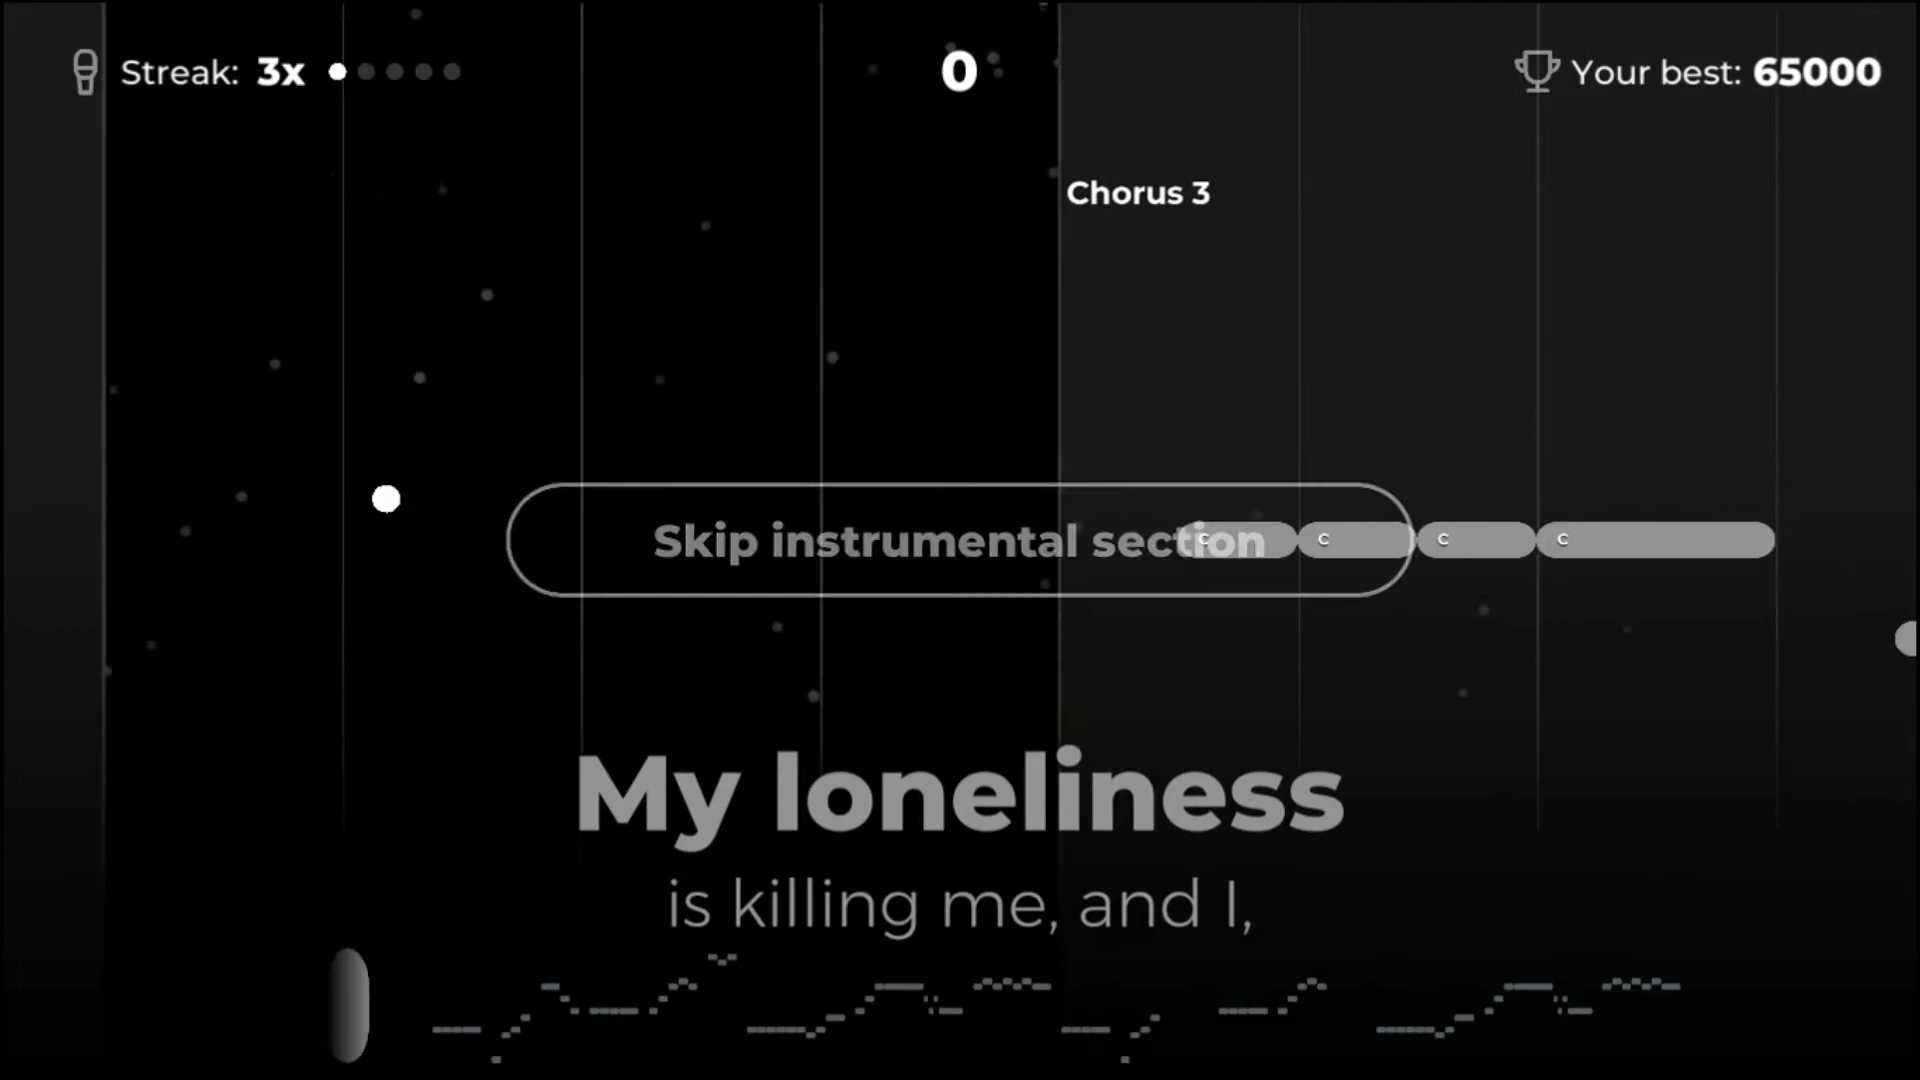 Streak: 3x
0
Your best: 65000
Chorus 3
Skip instrumental section
C C C C
My loneliness
is killing me, and I,